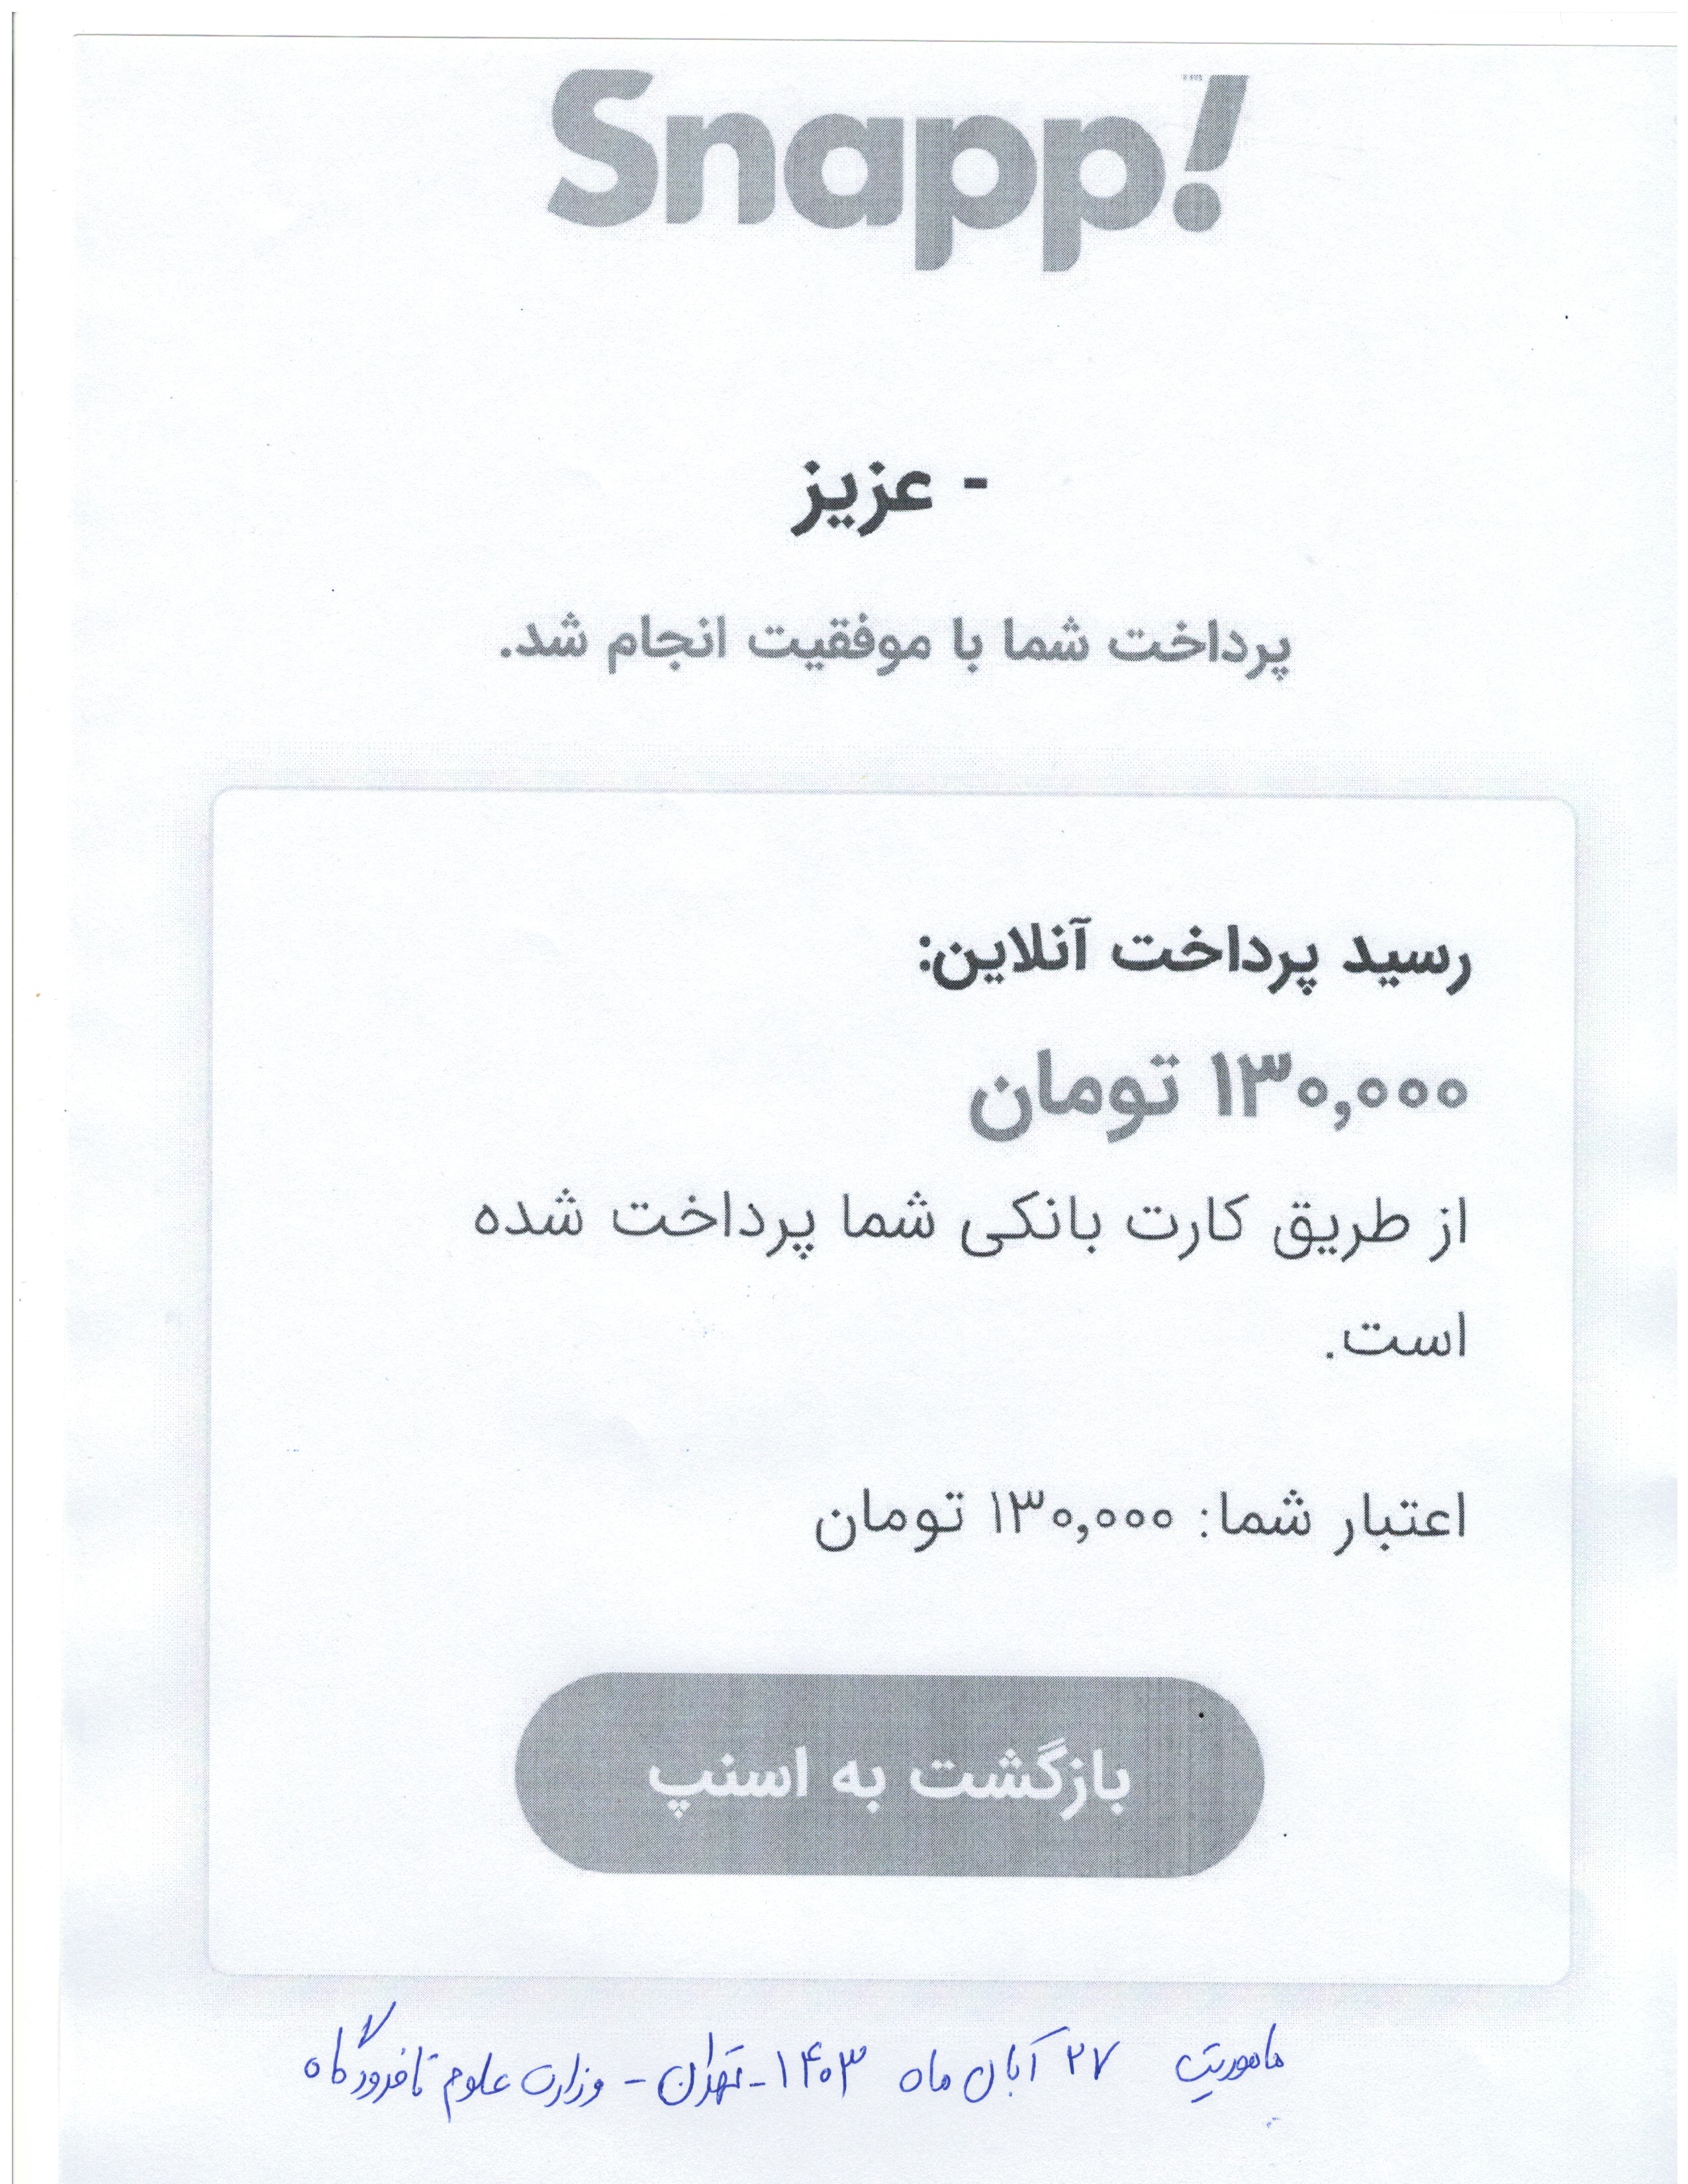 Snapp!
- عزیز
پرداخت شما با موفقیت انجام شد.
رسید پرداخت آنلاین:
۱۳۰,۰۰۰ تومان
از طریق کارت بانکی شما پرداخت شده
است.
اعتبار شما: ۱۳۰,۰۰۰ تومان
بازگشت به اسنپ
ماموریت ۲۷ آبان ماه ۱۴۰۳ - تهران - وزارت علوم تا فرودگاه